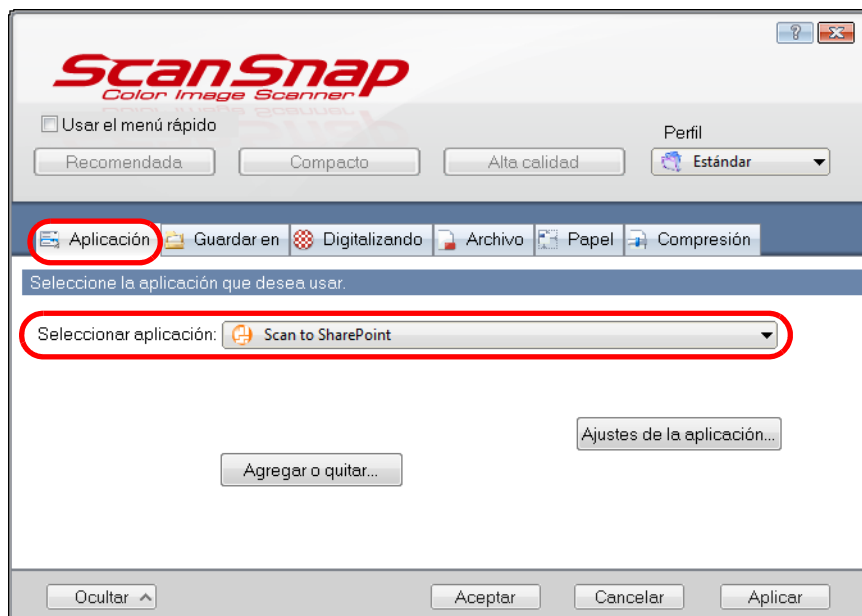 ScanSnap
Color Image Scanner
Usar el menú rápido
Perfil
Recomendada Compacto Alta calidad Estándar
Aplicación Guardar en Digitalizando Archivo Papel Compresión
Seleccione la aplicación que desea usar.
Seleccionar aplicación: Scan to SharePoint
Ajustes de la aplicación...
Agregar o quitar...
Ocultar Aceptar Cancelar Aplicar